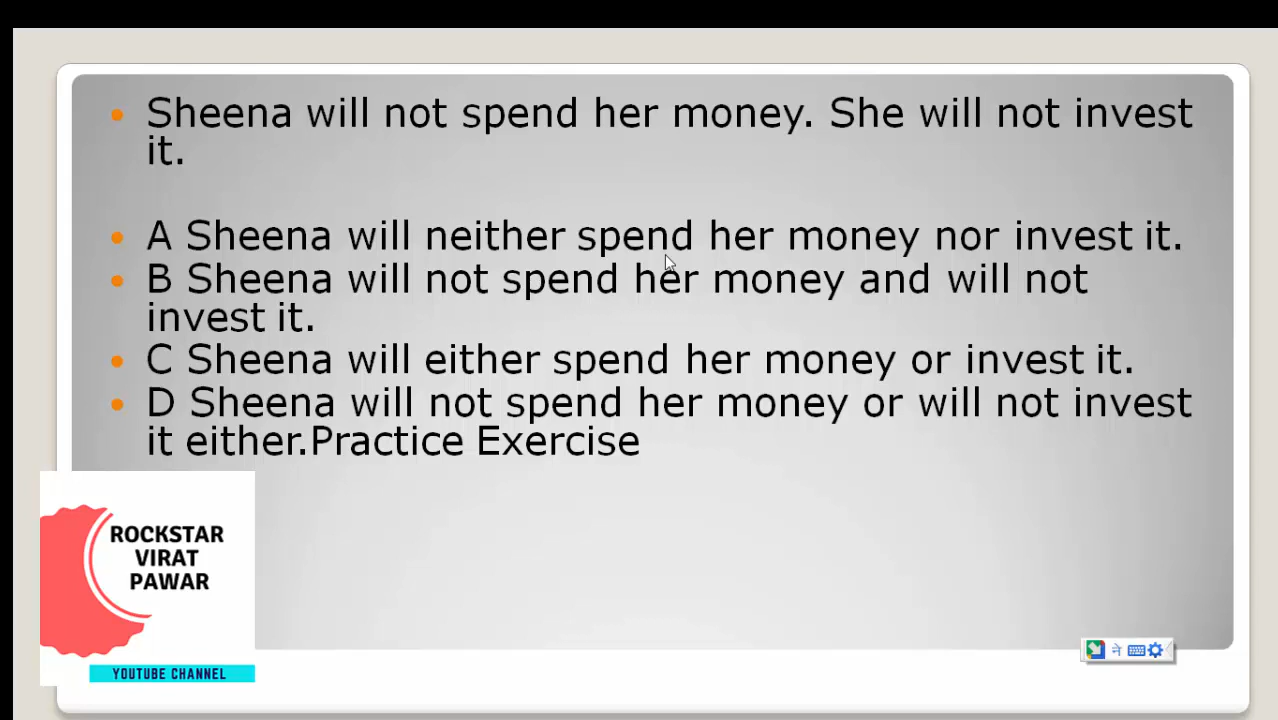 Sheena will not spend her money. She will not invest
it.
A Sheena will neither spend her money nor invest it.
B Sheena will not spend her money and will not
invest it.
C Sheena will either spend her money or invest it.
D Sheena will not spend her money or will not invest
it either.Practice Exercise
ROCKSTAR
VIRAT
PAWAR
YOUTUBE CHANNEL
ने